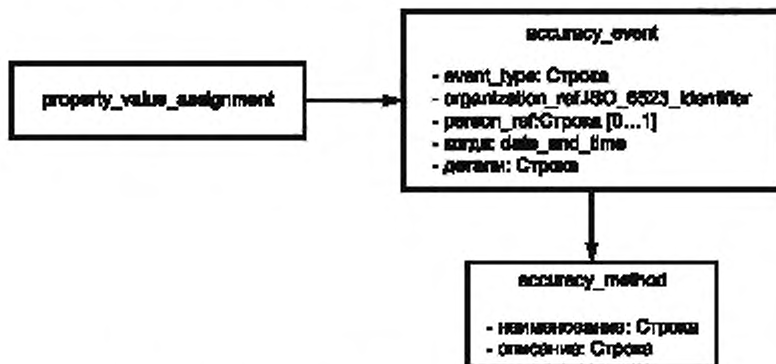 accuracy_event
- event_type: Строка
- organization_ref:ISO_6523_identifier
property_value_assignment
- person_ref:Строка [0...1]
- когда: date_and_time
- детали: Строка
accuracy_method
- наименование: Строка
- описание: Строка